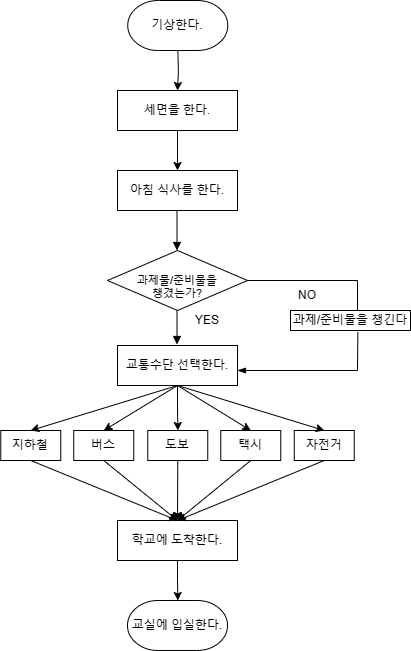 기상한다.
세면을 한다.
아침 식사를 한다.
과제물/준비물을
챙겼는가?
NO
과제/준비물을 챙긴다
YES
교통수단 선택한다.
지하철
버스
도보
택시
자전거
학교에 도착한다.
교실에 입실한다.